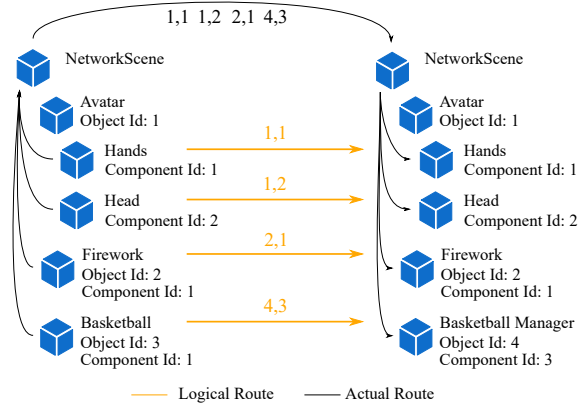 1,1 1,2 2,1 4,3
NetworkScene
NetworkScene
Avatar
Object Id: 1
Avatar
Object Id: 1
1,1
Hands
Component Id: 1
Hands
Component Id: 1
1,2
Head
Component Id: 2
Head
Component Id: 2
2,1
Firework
Object Id: 2
Component Id: 1
Firework
Object Id: 2
Component Id: 1
4,3
Basketball
Object Id: 3
Component Id: 1
Basketball Manager
Object Id: 4
Component Id: 3
Logical Route
Actual Route